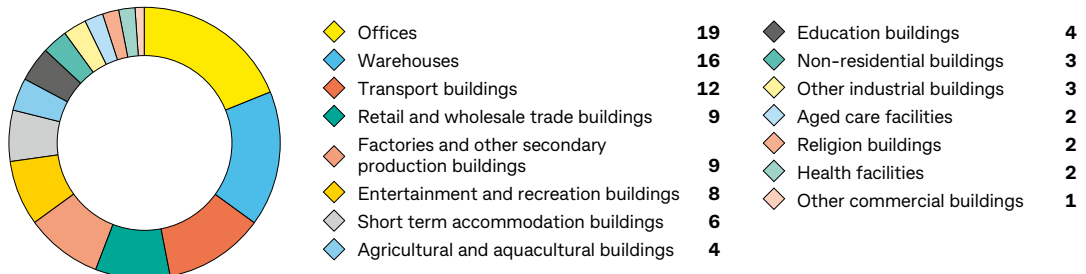 Offices 19
Warehouses 16
Transport buildings 12
Retail and wholesale trade buildings 9
Factories and other secondary
production buildings 9
Entertainment and recreation buildings 8
Short term accommodation buildings 6
Agricultural and aquacultural buildings 4
Education buildings 4
Non-residential buildings 3
Other industrial buildings 3
Aged care facilities 2
Religion buildings 2
Health facilities 2
Other commercial buildings 1